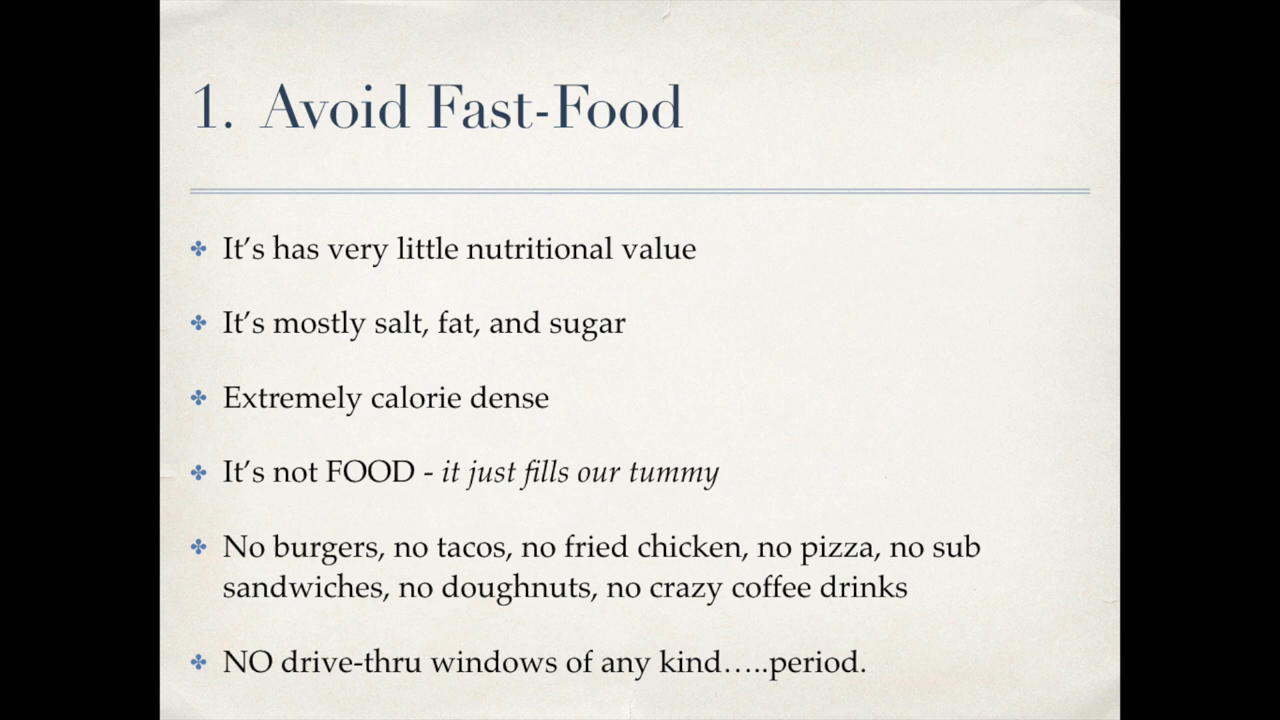 1. Avoid Fast-Food
It's has very little nutritional value
It's mostly salt, fat, and sugar
Extremely calorie dense
It's not FOOD - it just fills our tummy
No burgers, no tacos, no fried chicken, no pizza, no sub
sandwiches, no doughnuts, no crazy coffee drinks
NO drive-thru windows of any kind…..period.